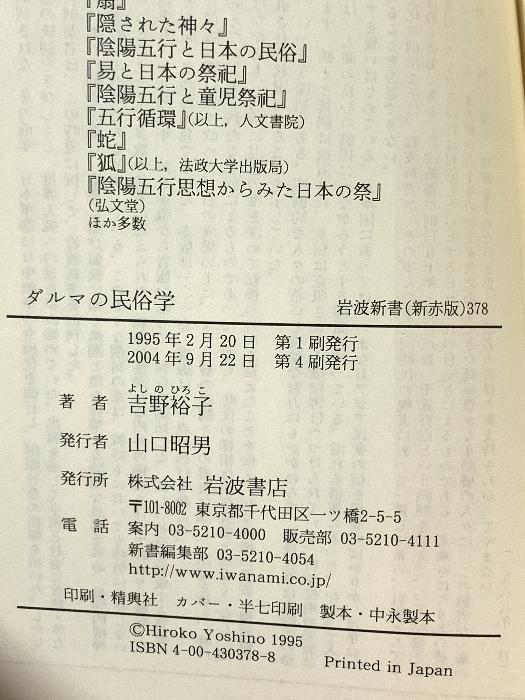 『扇』
『隠された神々』
『陰陽五行と日本の民俗』
『易と日本の祭祀』
『陰陽五行と童児祭祀』
『五行循環』(以上，人文書院)
『蛇』
『狐』(以上，法政大学出版局)
『陰陽五行思想からみた日本の祭』
(弘文堂)
ほか多数
ダルマの民俗学 岩波新書(新赤版)378
1995年2月20日 第1刷発行
2004年9月22日 第4刷発行
よしのひろこ
著者 吉野裕子
発行者 山口昭男
発行所 株式会社 岩波書店
〒101-8002 東京都千代田区一ツ橋2-5-5
電話 案内 03-5210-4000 販売部 03-5210-4111
新書編集部 03-5210-4054
http://www.iwanami.co.jp/
印刷・精興社 カバー・半七印刷 製本・中永製本
©Hiroko Yoshino 1995
ISBN 4-00-430378-8 Printed in Japan